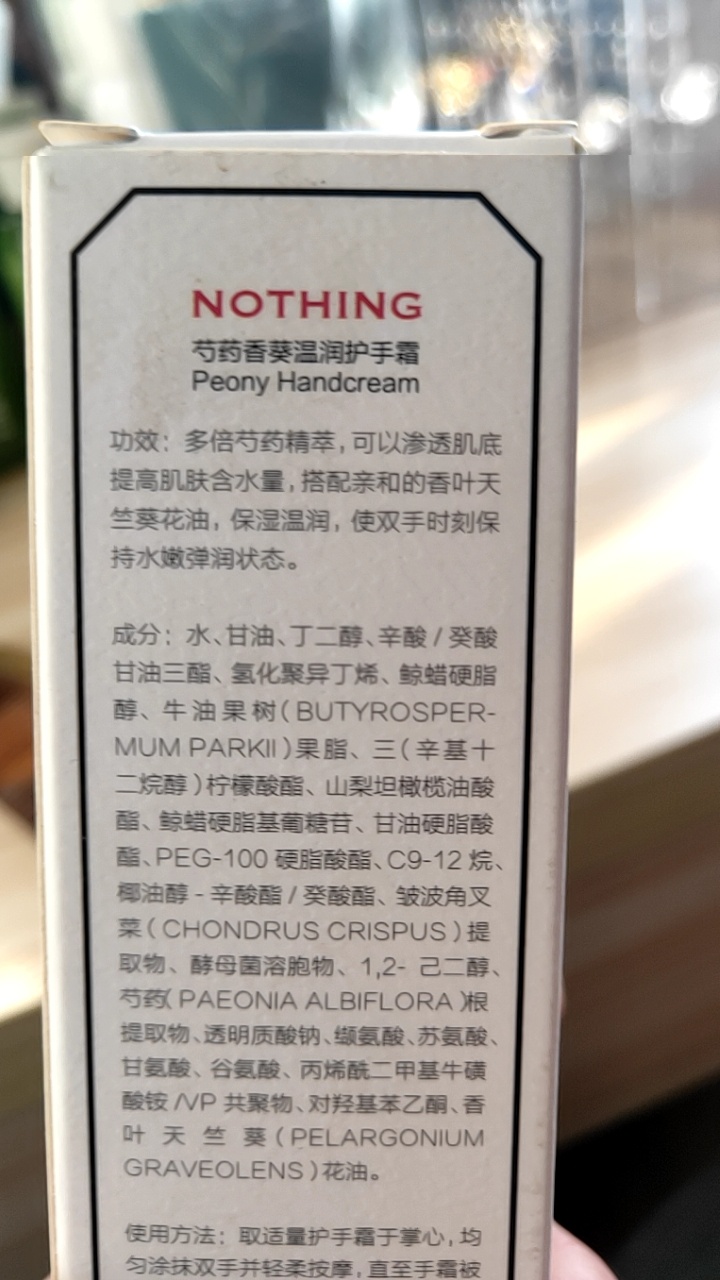 NOTHING
芍药香葵温润护手霜
Peony Handcream
功效：多倍芍药精萃，可以渗透肌底
提高肌肤含水量，搭配亲和的香叶天
竺葵花油，保湿温润，使双手时刻保
持水嫩弹润状态。
成分：水、甘油、丁二醇、辛酸 / 癸酸
甘油三酯、氢化聚异丁烯、鲸蜡硬脂
醇、牛油果树( BUTYROSPER-
MUM PARKII )果脂、三( 辛基十
二烷醇 )柠檬酸酯、山梨坦橄榄油酸
酯、鲸蜡硬脂基葡糖苷、甘油硬脂酸
酯、PEG-100 硬脂酸酯、C9-12 烷、
椰油醇 - 辛酸酯 / 癸酸酯、皱波角叉
菜( CHONDRUS CRISPUS )提
取物、酵母菌溶胞物、1,2- 己二醇、
芍药( PAEONIA ALBIFLORA )根
提取物、透明质酸钠、缬氨酸、苏氨酸、
甘氨酸、谷氨酸、丙烯酰二甲基牛磺
酸铵 /VP 共聚物、对羟基苯乙酮、香
叶天竺葵( PELARGONIUM
GRAVEOLENS )花油。
使用方法：取适量护手霜于掌心，均
匀涂抹双手并轻柔按摩，直至手霜被